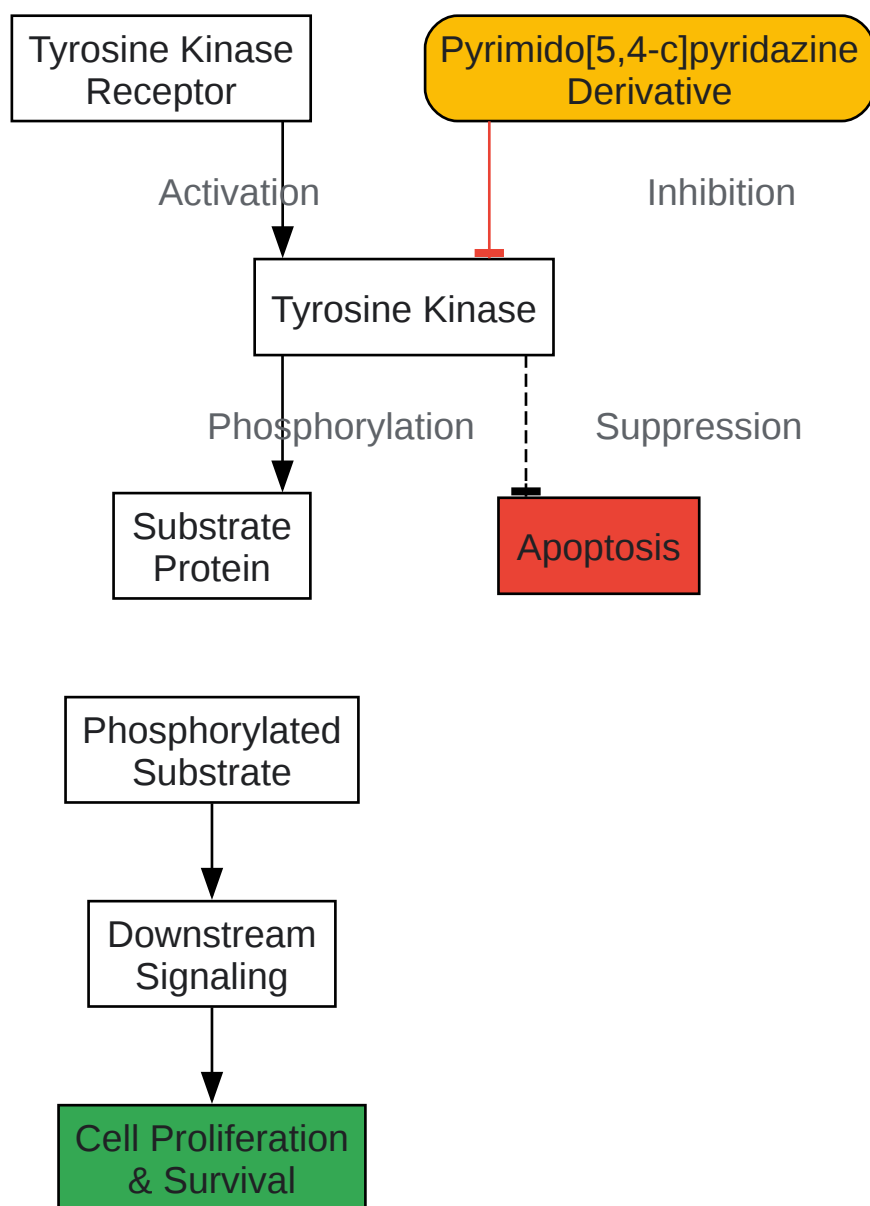 Tyrosine Kinase
Receptor
Pyrimido[5,4-c]pyridazine
Derivative
Activation
Inhibition
Tyrosine Kinase
Phosphorylation
Suppression
Substrate
Protein
Apoptosis
Phosphorylated
Substrate
Downstream
Signaling
Cell Proliferation
& Survival